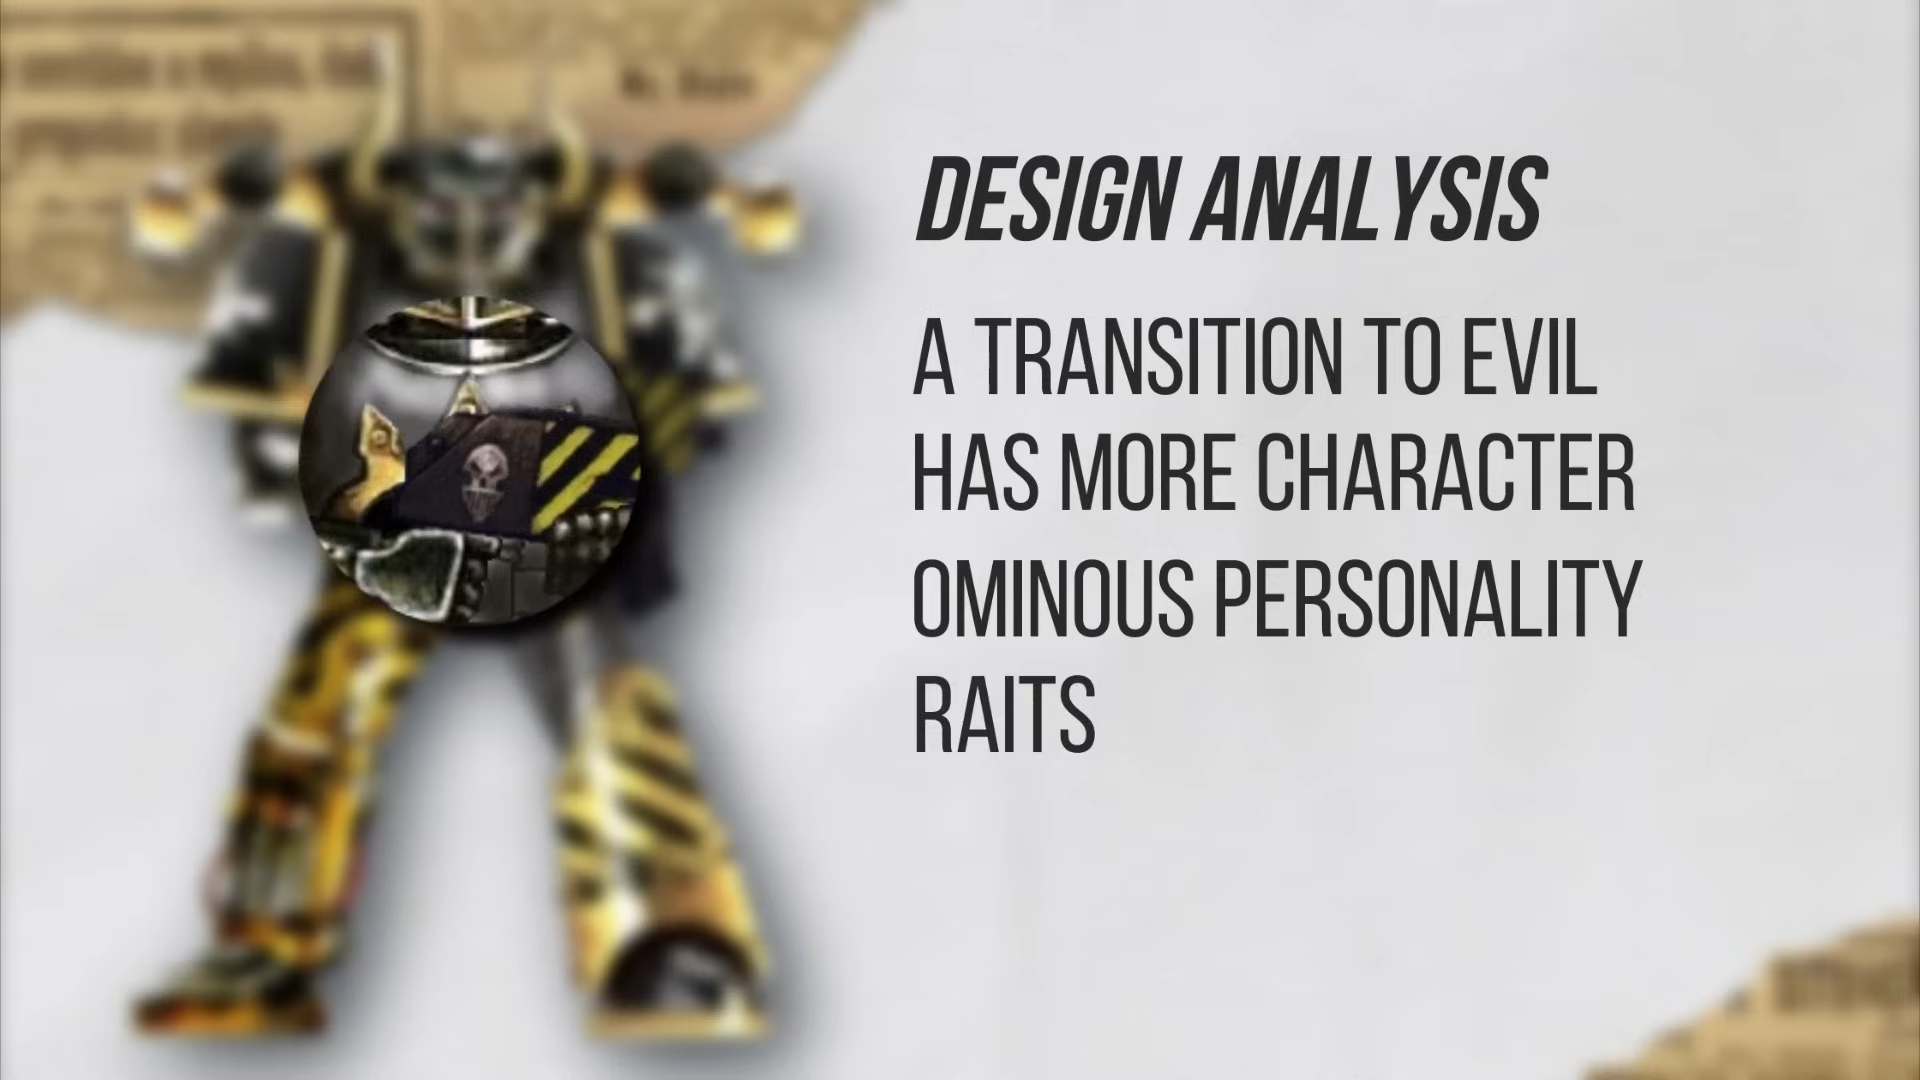 DESIGN ANALYSIS
A TRANSITION TO EVIL
HAS MORE CHARACTER
OMINOUS PERSONALITY
RAITS